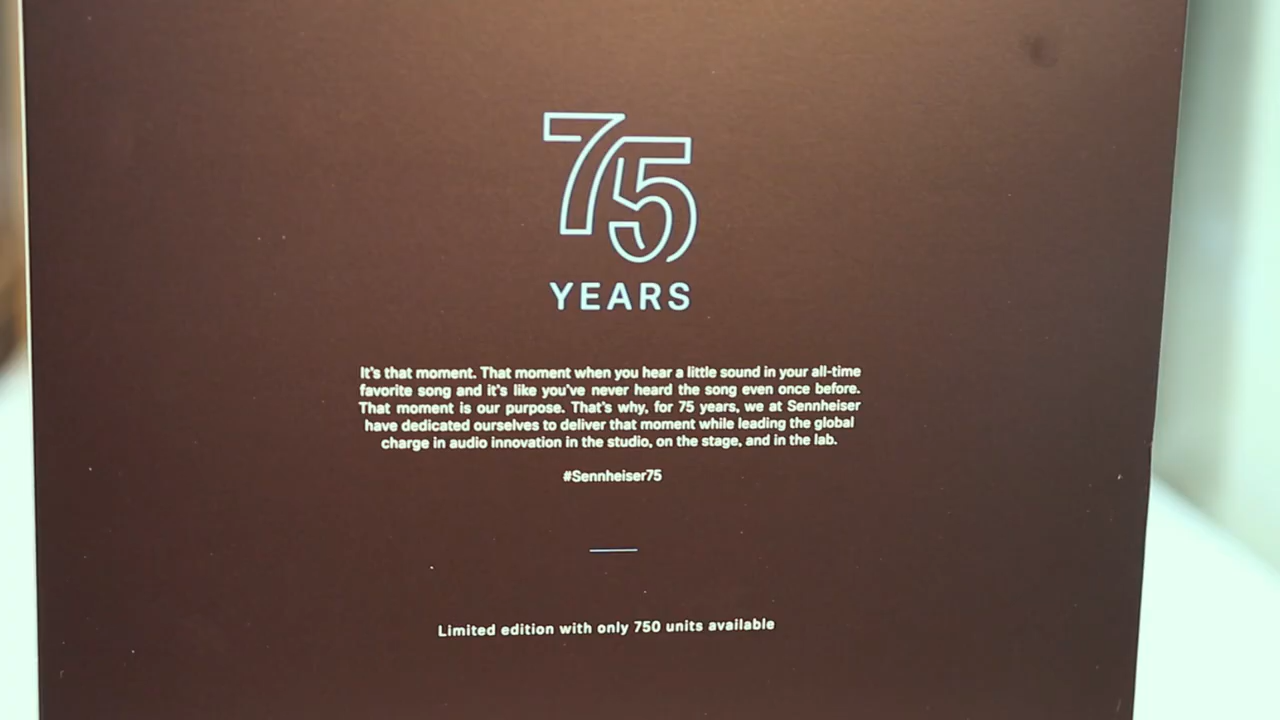 75
YEARS
It's that moment. That moment when you hear a little sound in your all-time
favorite song and it's like you've never heard the song even once before.
That moment is our purpose. That's why, for 75 years, we at Sennheiser
have dedicated ourselves to deliver that moment while leading the global
charge in audio innovation in the studio, on the stage, and in the lab.
#Sennheiser75
Limited edition with only 750 units available